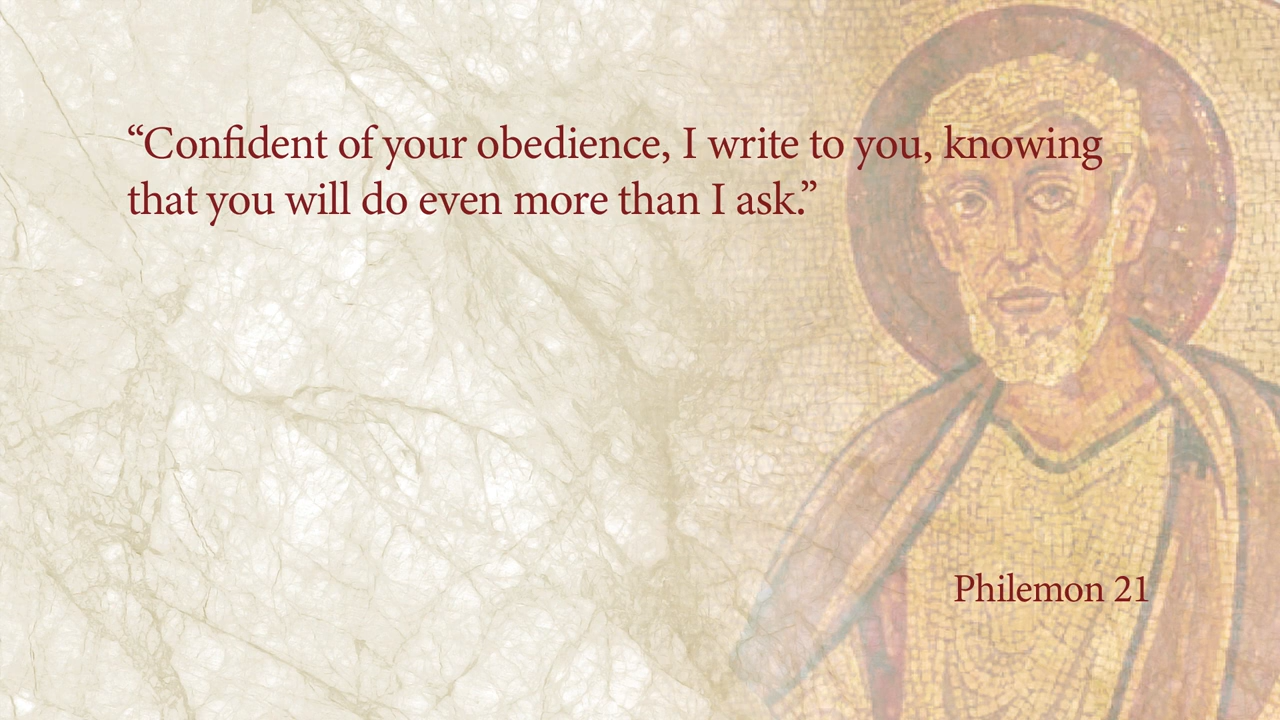 “Confident of your obedience, I write to you, knowing
that you will do even more than I ask.”
Philemon 21